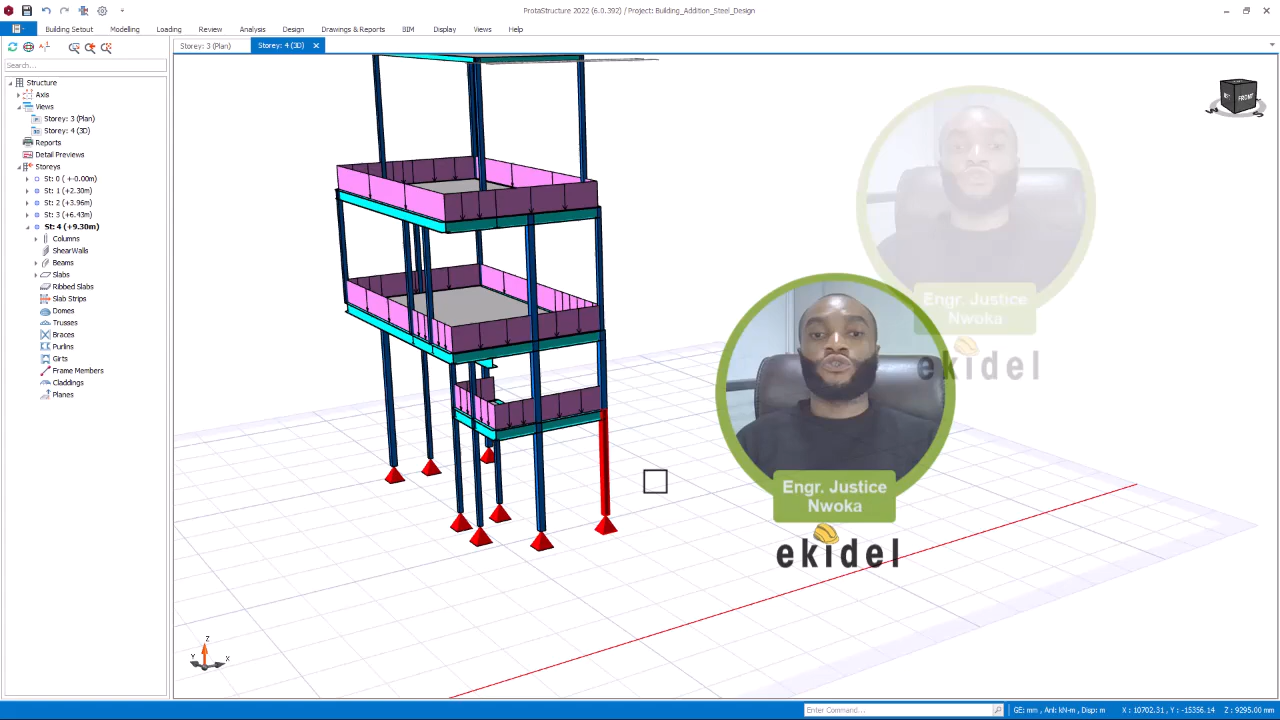 ProtaStructure 2022 (6.0.392) / Project: Building_Addition_Steel_Design
Building Setout Modelling Loading Review Analysis Design Drawings & Reports BIM Display Views Help
Storey: 3 (Plan)
Storey: 4 (3D)
Search...
Structure
Axis
Views
Storey: 3 (Plan)
Storey: 4 (3D)
Reports
Detail Previews
Storeys
St: 0 ( +-0.00m)
St: 1 (+2.30m)
St: 2 (+3.96m)
St: 3 (+6.43m)
St: 4 (+9.30m)
Columns
ShearWalls
Beams
Slabs
Ribbed Slabs
Slab Strips
Domes
Trusses
Braces
Purlins
Girts
Frame Members
Claddings
Planes
FRONT
Engr. Justice
Nwoka
ekidel
Engr. Justice
Nwoka
ekidel
Z
Y
X
Enter Command...
GE: mm , Anl: kN-m , Disp: m
X : 10702.31 , Y : -15356.14
Z : 9295.00 mm